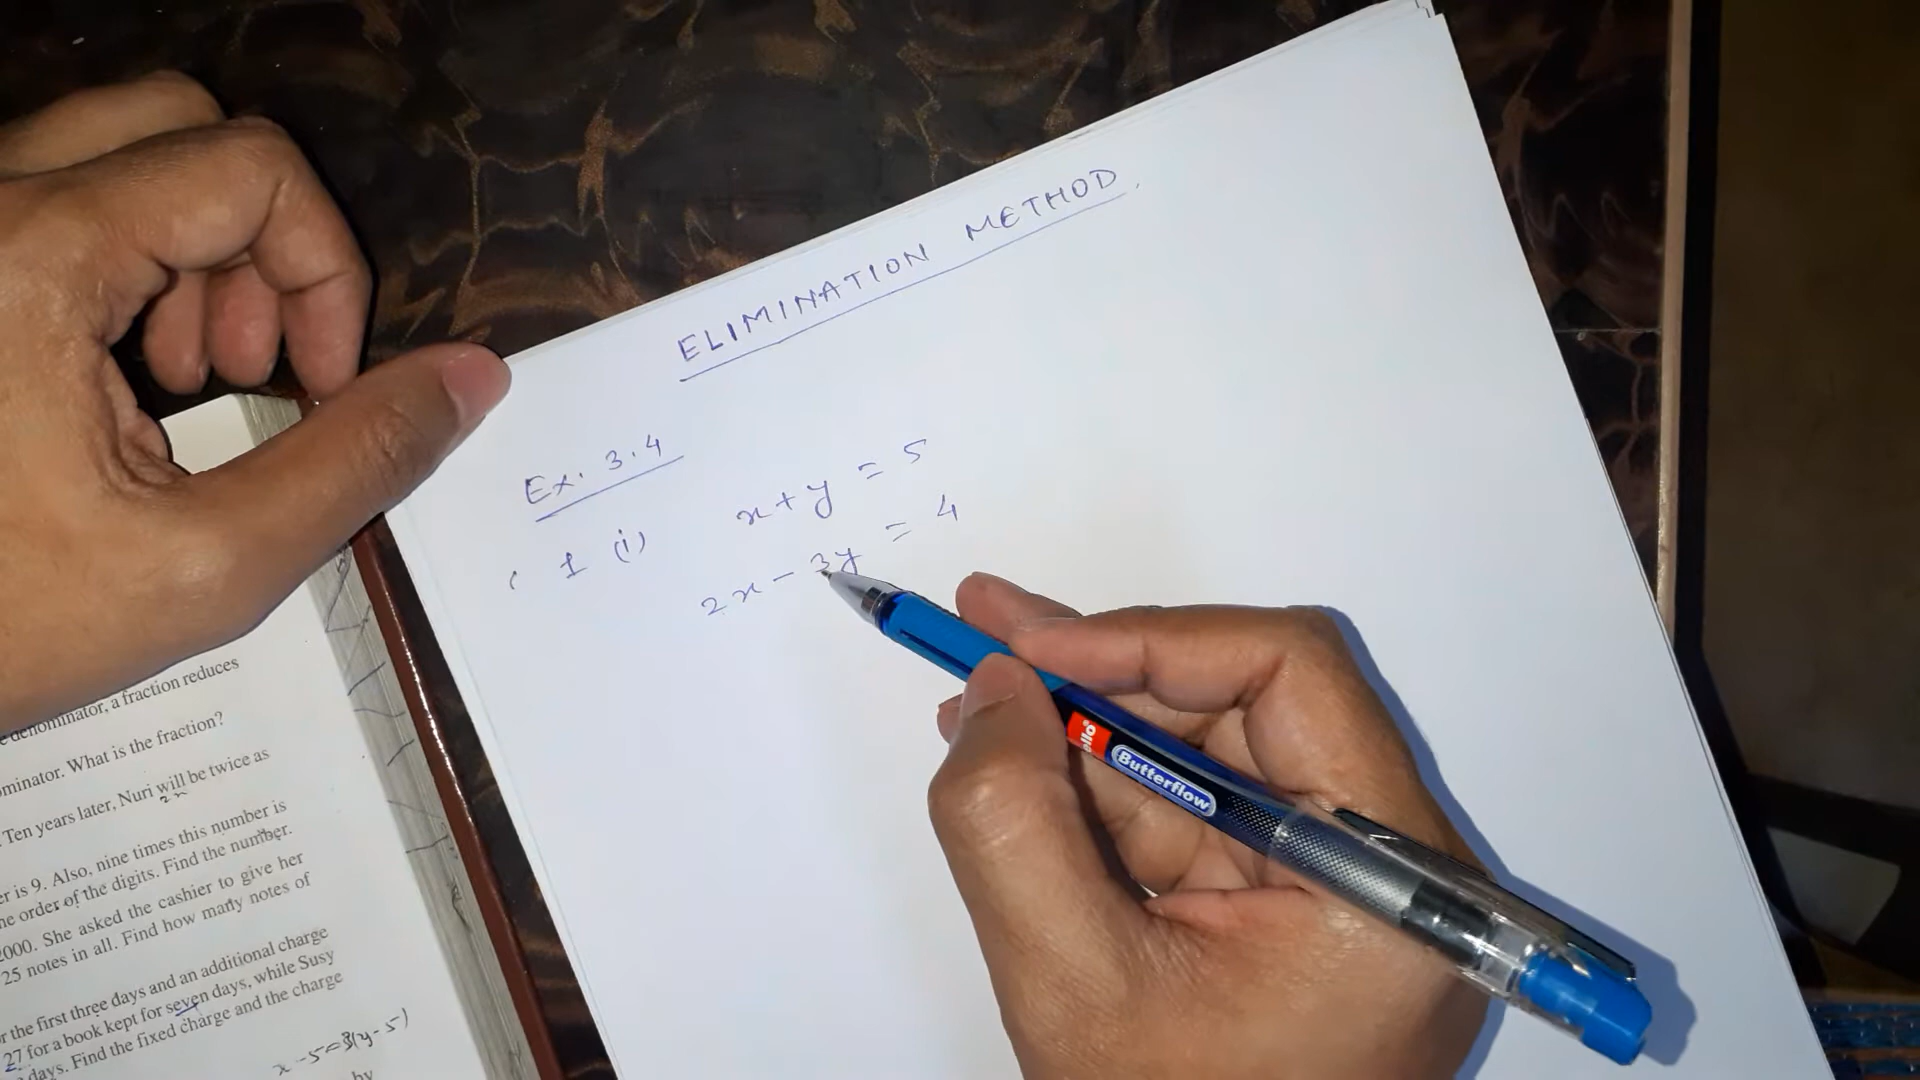 ELIMINATION METHOD.
Ex. 3.4
1 (i) x + y = 5
2x - 3y = 4
Butterflow
denominator, a fraction reduces
What is the fraction?
Ten years later, Nuri will be twice as
2x
is 9. Also, nine times this number is
order of the digits. Find the number.
2000. She asked the cashier to give her
25 notes in all. Find how many notes of
the first three days and an additional charge
27 for a book kept for seven days, while Susy
days. Find the fixed charge and the charge
x - 5 = 3(y - 5)
by